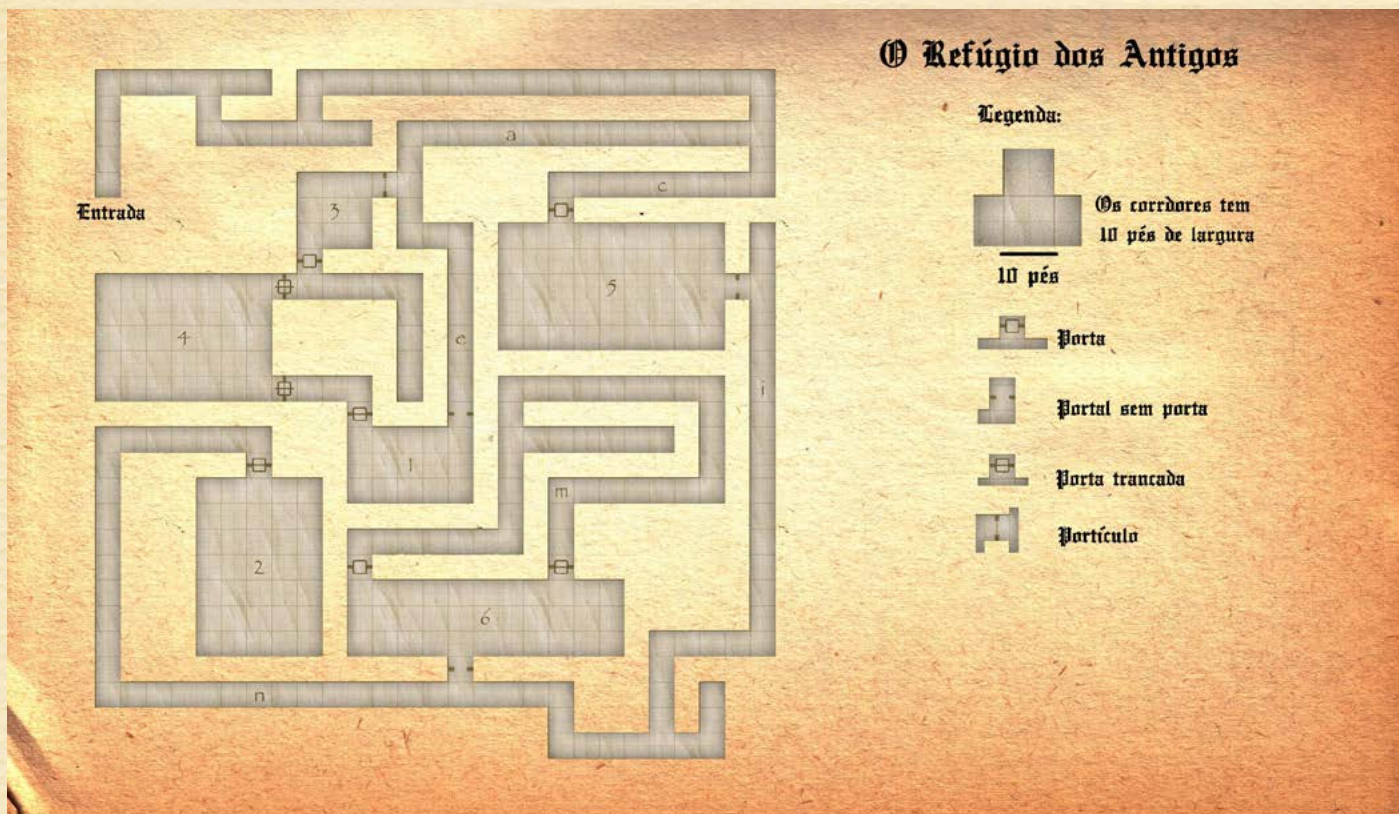 O Refúgio dos Antigos
Legenda:
Os corrdores tem
10 pés de largura
10 pés
Porta
Portal sem porta
Porta trancada
Portículo
Entrada
a
c
3
5
4
e
i
1
m
2
6
n